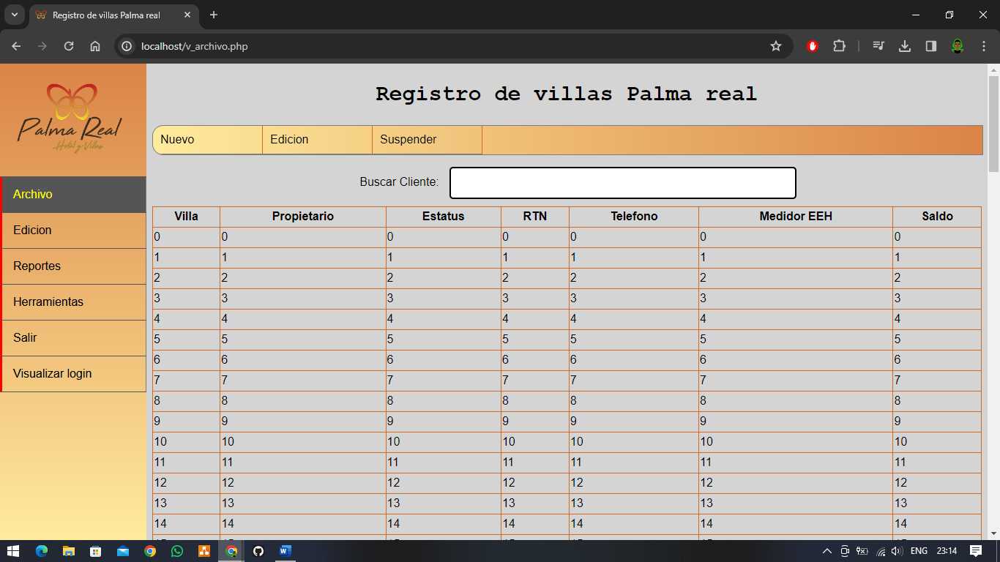 Registro de villas Palma real
localhost/v_archivo.php
Palma Real
Hotel y Villas
Archivo
Edicion
Reportes
Herramientas
Salir
Visualizar login
Registro de villas Palma real
Nuevo Edicion Suspender
Buscar Cliente:
Villa Propietario Estatus RTN Telefono Medidor EEH Saldo
0 0 0 0 0 0 0
1 1 1 1 1 1 1
2 2 2 2 2 2 2
3 3 3 3 3 3 3
4 4 4 4 4 4 4
5 5 5 5 5 5 5
6 6 6 6 6 6 6
7 7 7 7 7 7 7
8 8 8 8 8 8 8
9 9 9 9 9 9 9
10 10 10 10 10 10 10
11 11 11 11 11 11 11
12 12 12 12 12 12 12
13 13 13 13 13 13 13
14 14 14 14 14 14 14
ENG 23:14